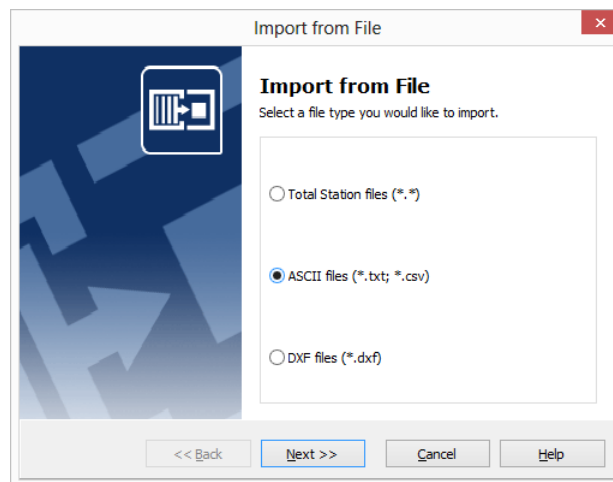 Import from File
Import from File
Select a file type you would like to import.
Total Station files (*.*)
ASCII files (*.txt; *.csv)
DXF files (*.dxf)
<< Back Next >> Cancel Help